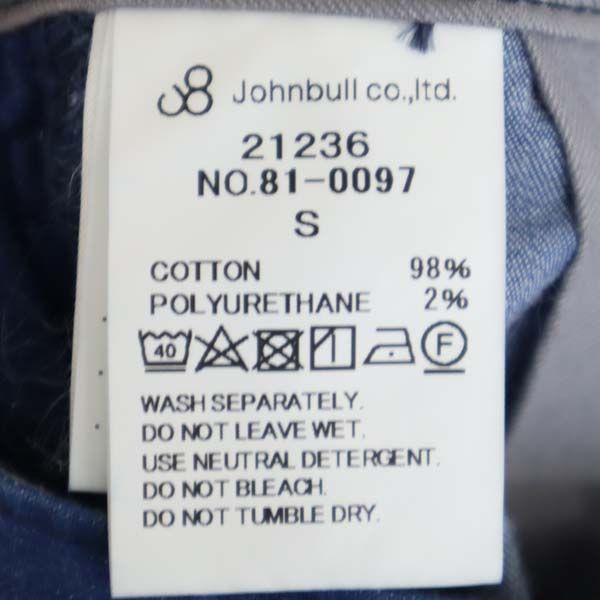 Johnbull co.,ltd.
21236
NO.81-0097
S
COTTON 98%
POLYURETHANE 2%
40 F
WASH SEPARATELY.
DO NOT LEAVE WET.
USE NEUTRAL DETERGENT.
DO NOT BLEACH.
DO NOT TUMBLE DRY.